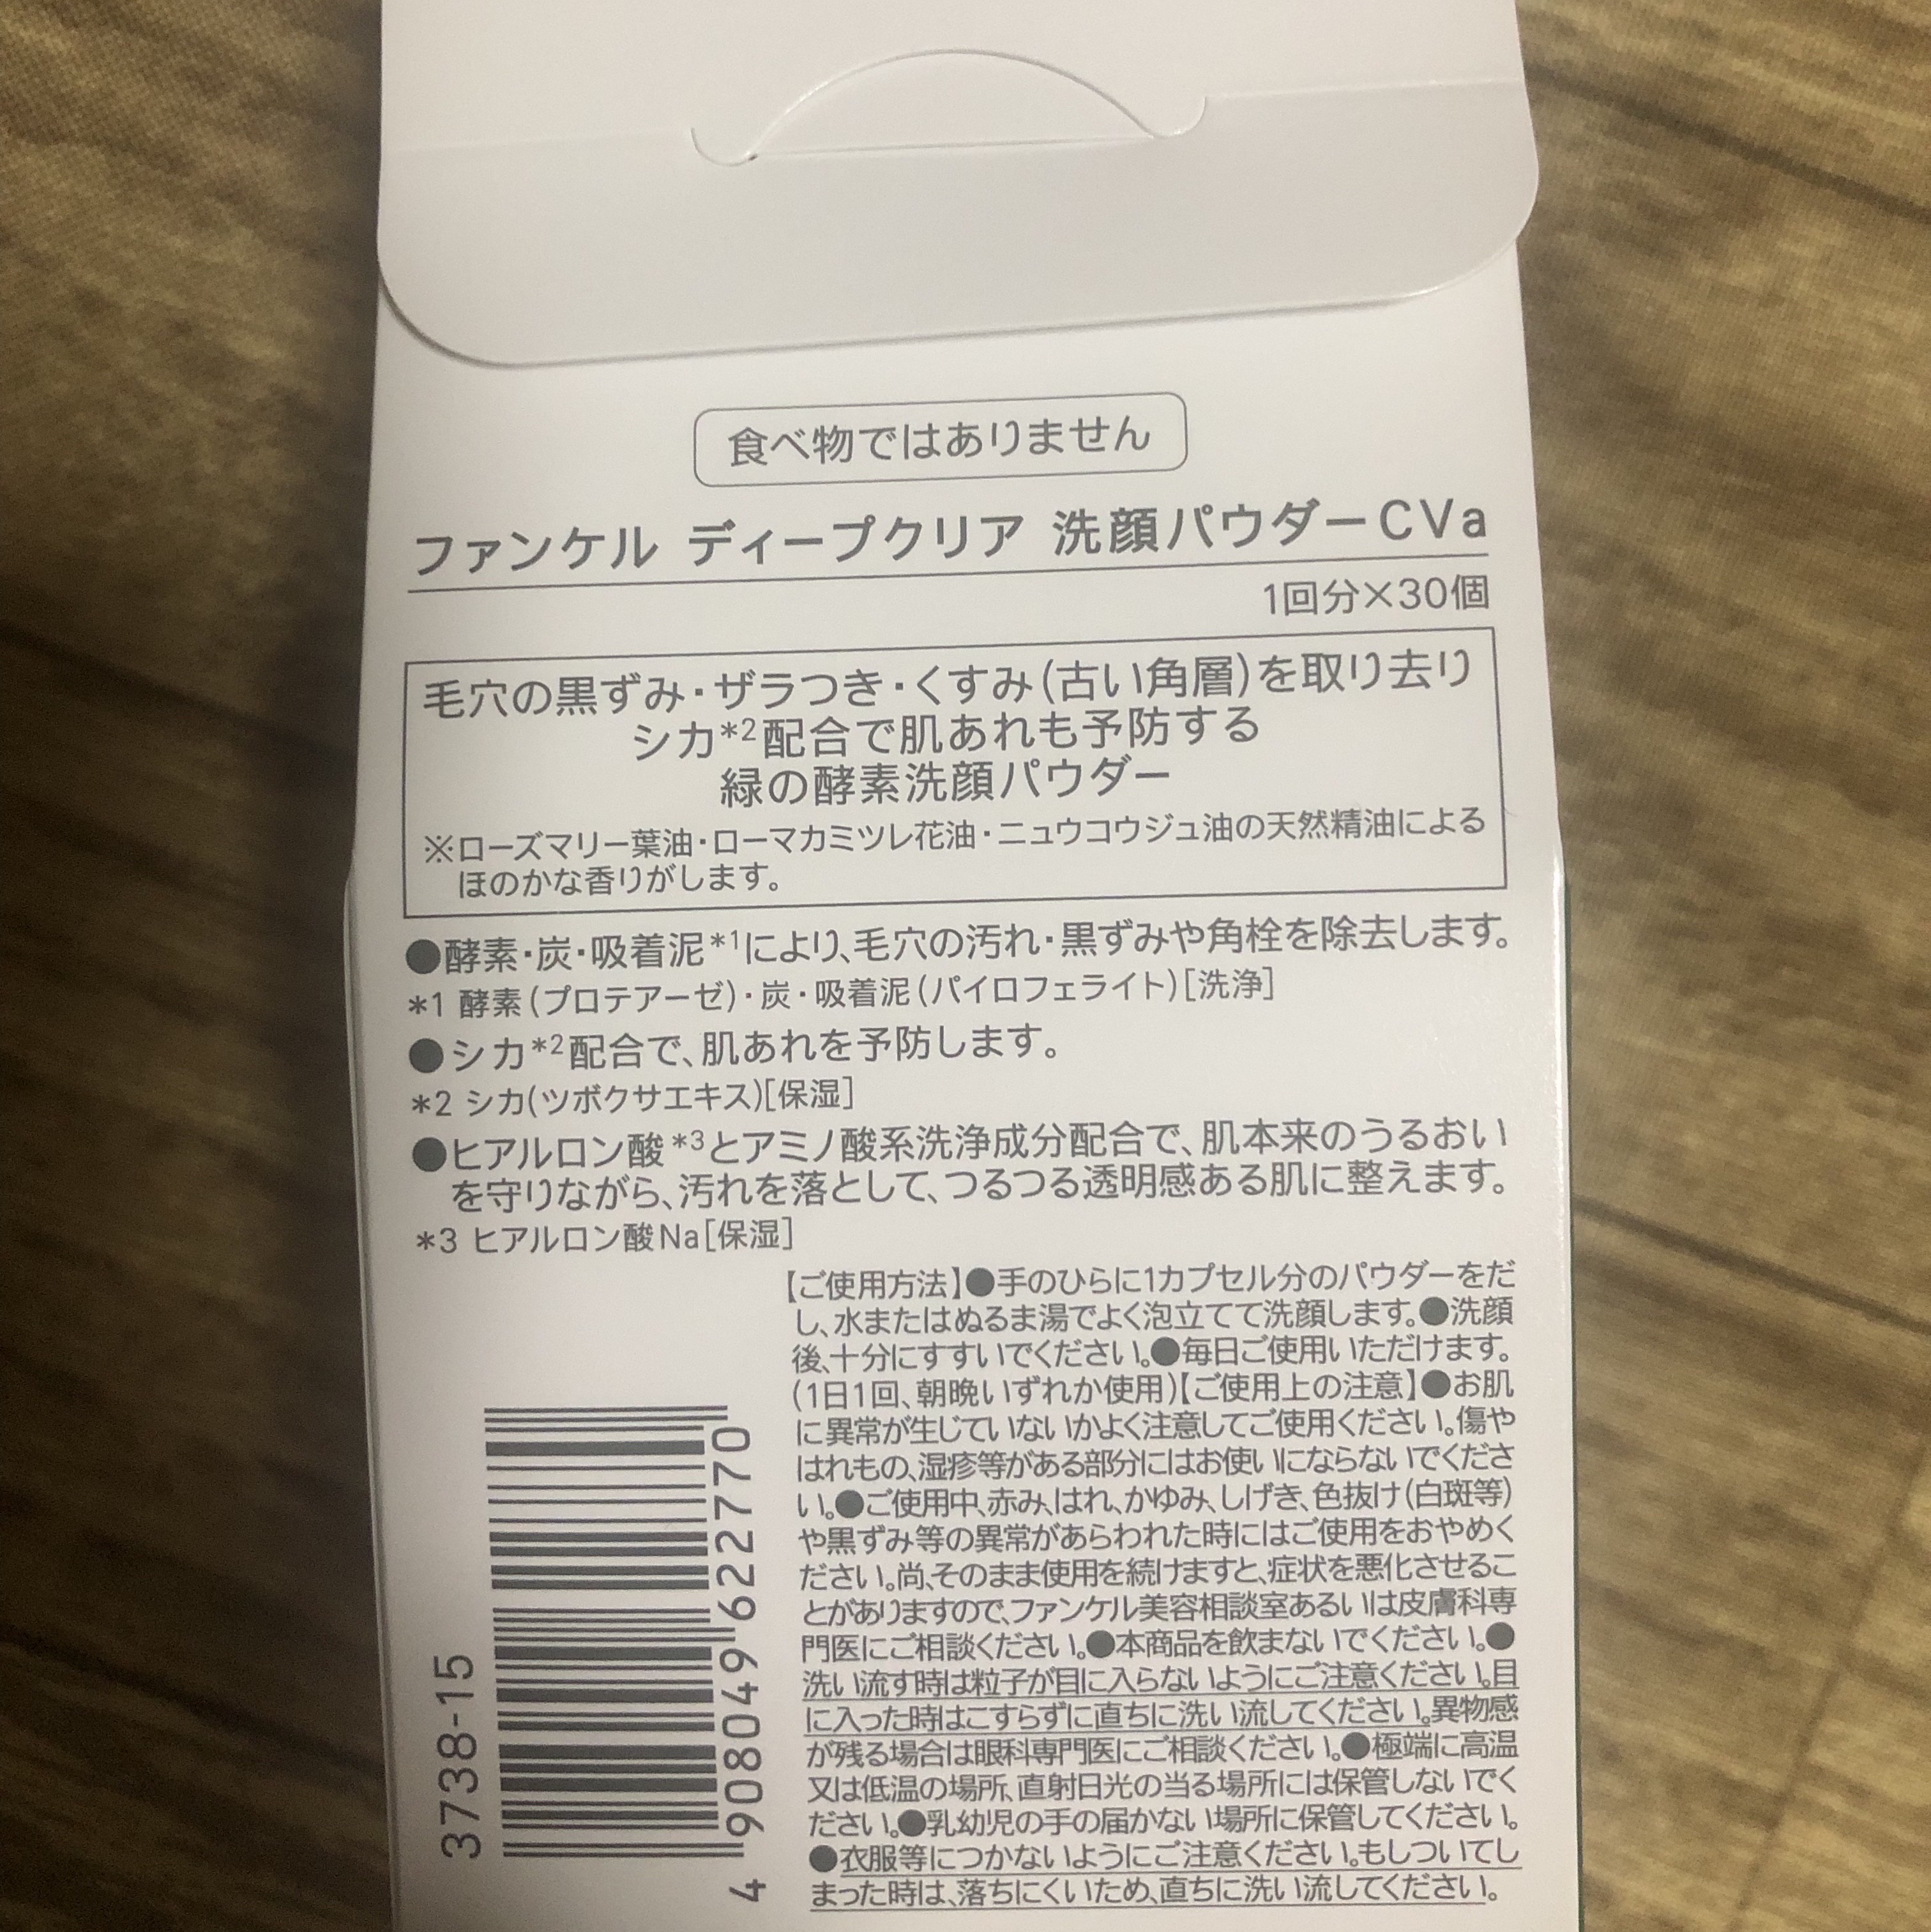 食べ物ではありません
ファンケル ディープクリア 洗顔パウダーCVa
1回分×30個
毛穴の黒ずみ・ザラつき・くすみ(古い角層)を取り去り
シカ*2配合で肌あれも予防する
緑の酵素洗顔パウダー
※ローズマリー葉油・ローマカミツレ花油・ニュウコウジュ油の天然精油による
ほのかな香りがします。
●酵素・炭・吸着泥*1により、毛穴の汚れ・黒ずみや角栓を除去します。
*1 酵素(プロテアーゼ)・炭・吸着泥(パイロフェライト)[洗浄]
●シカ*2配合で、肌あれを予防します。
*2 シカ(ツボクサエキス)[保湿]
●ヒアルロン酸*3とアミノ酸系洗浄成分配合で、肌本来のうるおい
を守りながら、汚れを落として、つるつる透明感ある肌に整えます。
*3 ヒアルロン酸Na[保湿]
【ご使用方法】●手のひらに1カプセル分のパウダーをだ
し、水またはぬるま湯でよく泡立てて洗顔します。●洗顔
後、十分にすすいでください。●毎日ご使用いただけます。
(1日1回、朝晩いずれか使用)【ご使用上の注意】●お肌
に異常が生じていないかよく注意してご使用ください。傷や
はれもの、湿疹等がある部分にはお使いにならないでくださ
い。●ご使用中、赤み、はれ、かゆみ、しげき、色抜け(白斑等)
や黒ずみ等の異常があらわれた時にはご使用をおやめく
ださい。尚、そのまま使用を続けますと、症状を悪化させるこ
とがありますので、ファンケル美容相談室あるいは皮膚科専
門医にご相談ください。●本商品を飲まないでください。●
洗い流す時は粒子が目に入らないようにご注意ください。目
に入った時はこすらずに直ちに洗い流してください。異物感
が残る場合は眼科専門医にご相談ください。●極端に高温
又は低温の場所、直射日光の当る場所には保管しないでく
ださい。●乳幼児の手の届かない場所に保管してください。
●衣服等につかないようにご注意ください。もしついてし
まった時は、落ちにくいため、直ちに洗い流してください。
3738-15
4 908049 622770